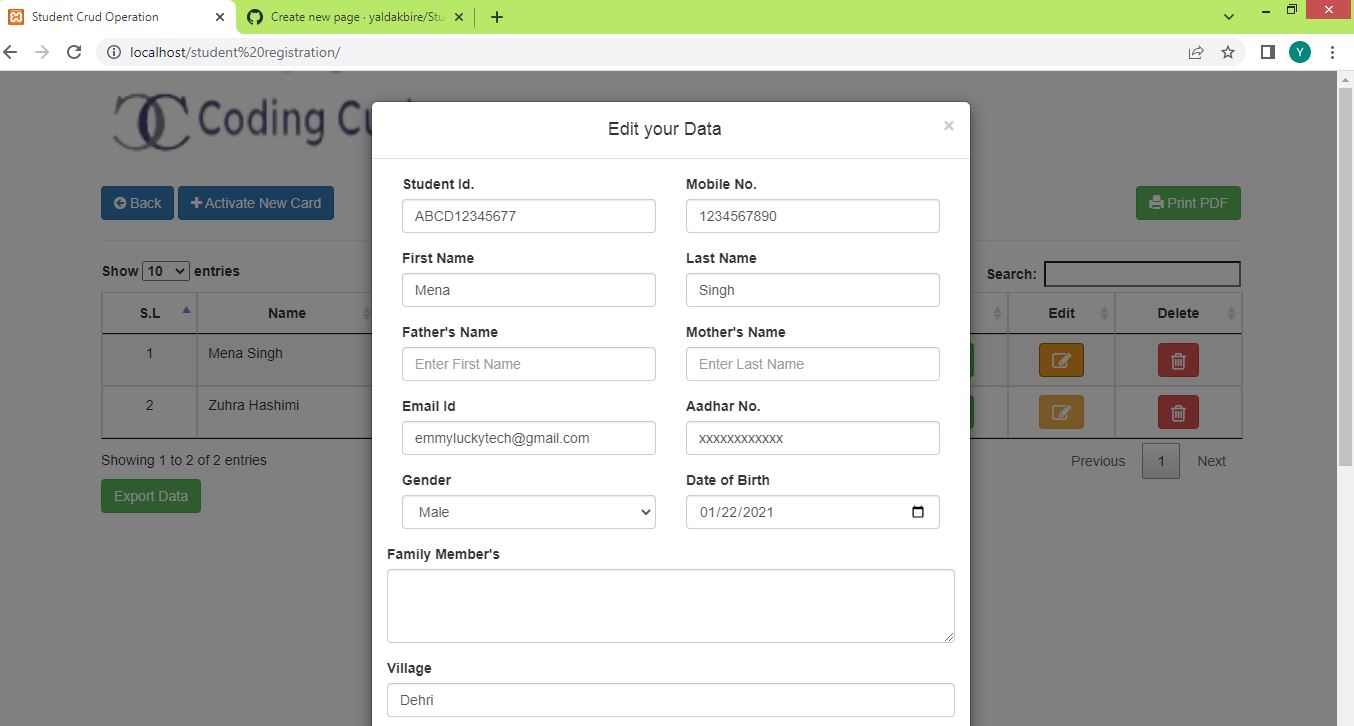 Student Crud Operation
Create new page · yaldakbire/Stu
localhost/student%20registration/
Y
Coding
Edit your Data
Back
Activate New Card
Print PDF
Student Id.
Mobile No.
ABCD12345677
1234567890
First Name
Last Name
Mena
Singh
Show 10 entries
Search:
S.L
Name
Edit
Delete
Father's Name
Mother's Name
Enter First Name
Enter Last Name
1
Mena Singh
2
Zuhra Hashimi
Email Id
Aadhar No.
emmyluckytech@gmail.com
xxxxxxxxxxxx
Showing 1 to 2 of 2 entries
Previous
1
Next
Export Data
Gender
Date of Birth
Male
01/22/2021
Family Member's
Village
Dehri